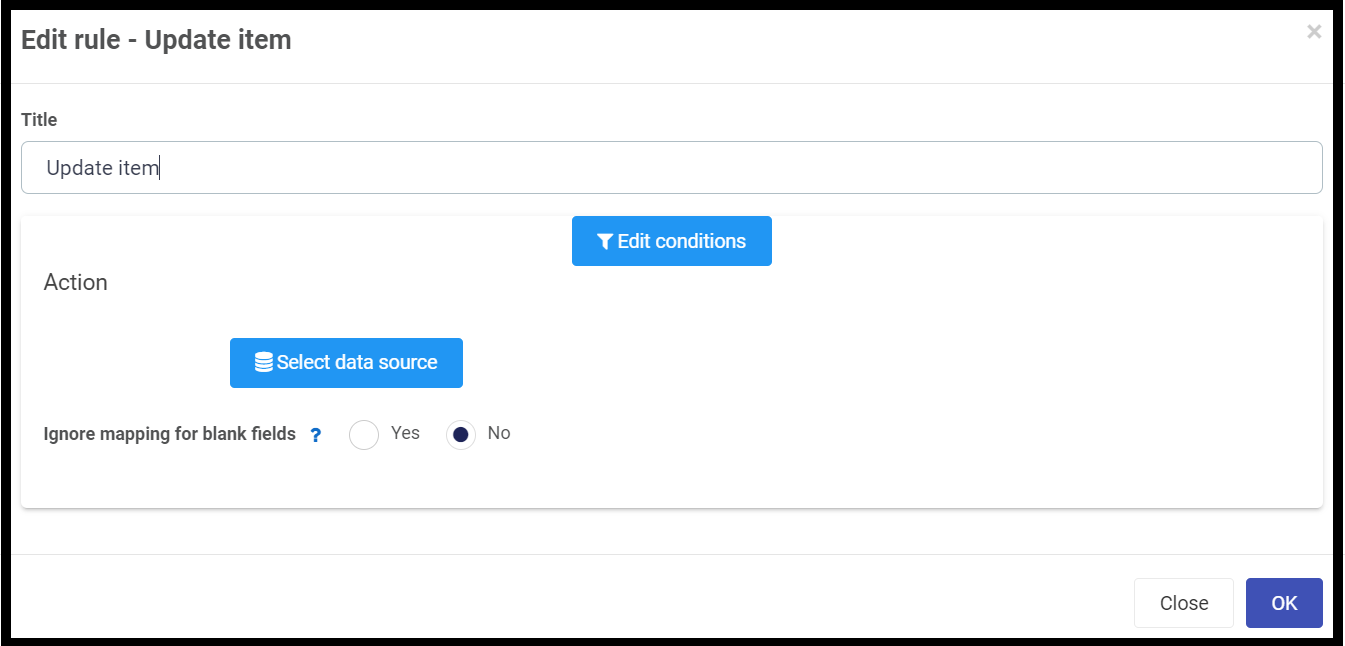 Edit rule - Update item
×
Title
Update item
Edit conditions
Action
Select data source
Ignore mapping for blank fields ? Yes No
Close OK